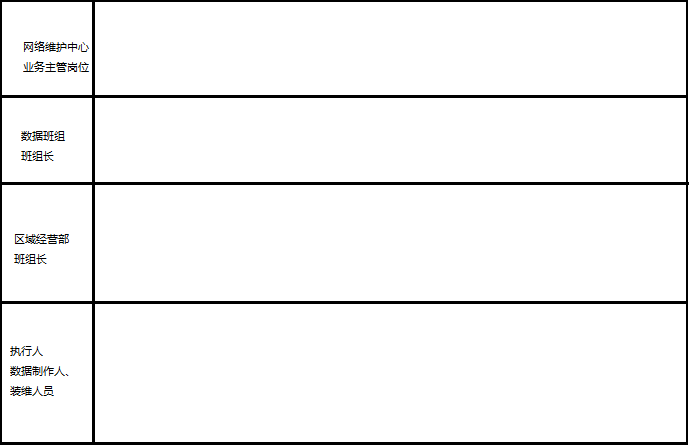 网络维护中心
业务主管岗位
数据班组
班组长
区域经营部
班组长
执行人
数据制作人、
装维人员